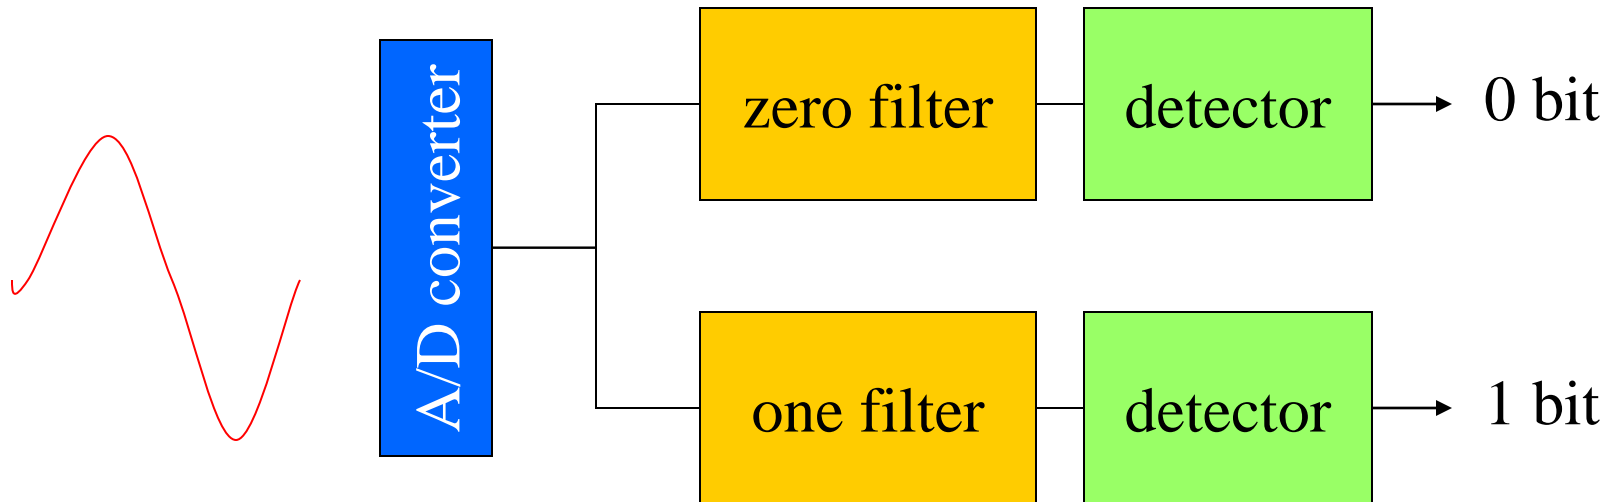 A/D converter
zero filter
detector
0 bit
one filter
detector
1 bit